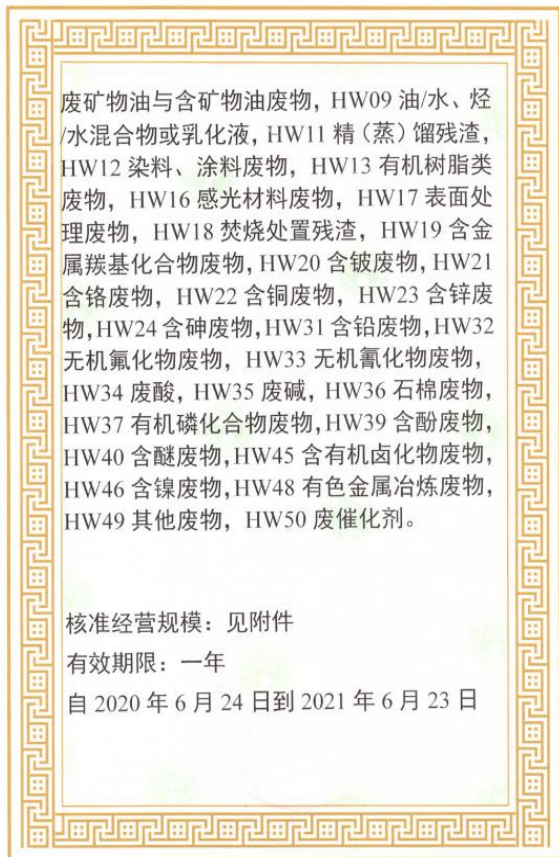 废矿物油与含矿物油废物，HW09 油/水、烃
/水混合物或乳化液，HW11 精（蒸）馏残渣，
HW12 染料、涂料废物，HW13 有机树脂类
废物，HW16 感光材料废物，HW17 表面处
理废物，HW18 焚烧处置残渣，HW19 含金
属羰基化合物废物，HW20 含铍废物，HW21
含铬废物，HW22 含铜废物，HW23 含锌废
物，HW24 含砷废物，HW31 含铅废物，HW32
无机氟化物废物，HW33 无机氰化物废物，
HW34 废酸，HW35 废碱，HW36 石棉废物，
HW37 有机磷化合物废物，HW39 含酚废物，
HW40 含醚废物，HW45 含有机卤化物废物，
HW46 含镍废物，HW48 有色金属冶炼废物，
HW49 其他废物，HW50 废催化剂。
核准经营规模：见附件
有效期限：一年
自 2020 年 6 月 24 日到 2021 年 6 月 23 日